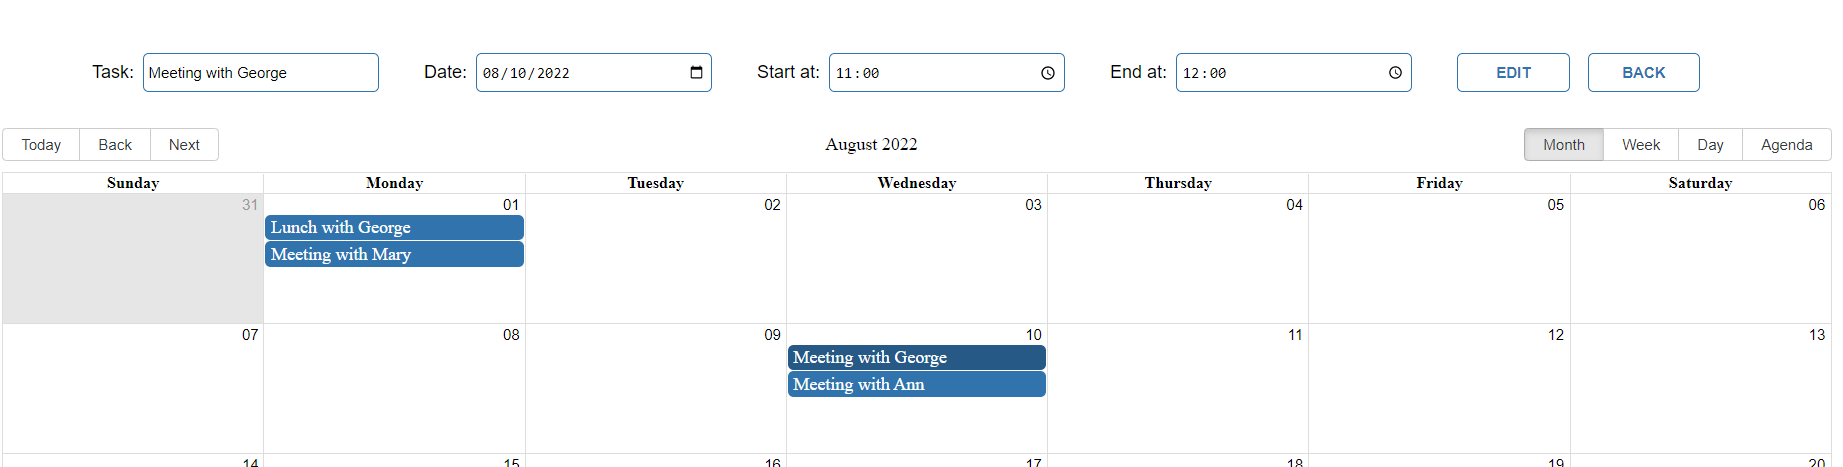 Task: Meeting with George Date: 08/10/2022 Start at: 11:00 End at: 12:00 EDIT BACK
Today Back Next August 2022 Month Week Day Agenda
Sunday Monday Tuesday Wednesday Thursday Friday Saturday
31 01 02 03 04 05 06
Lunch with George
Meeting with Mary
07 08 09 10 11 12 13
Meeting with George
Meeting with Ann
14 15 16 17 18 19 20